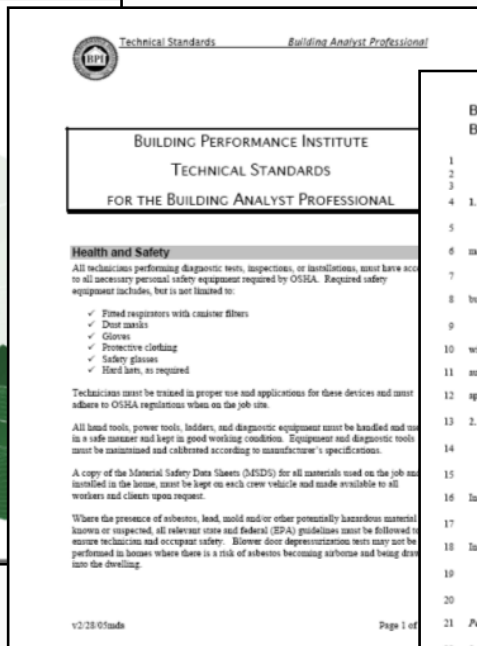 Technical Standards
Building Analyst Professional
BPI
BUILDING PERFORMANCE INSTITUTE
TECHNICAL STANDARDS
FOR THE BUILDING ANALYST PROFESSIONAL
Health and Safety
All technicians performing diagnostic tests, inspections, or installations, must have
to all necessary personal safety equipment required by OSHA. Required safety
equipment includes, but is not limited to:
✓ Fitted respirators with canister filters
✓ Dust masks
✓ Gloves
✓ Protective clothing
✓ Safety glasses
✓ Hard hats, as required
Technicians must be trained in proper use and applications for these devices and must
adhere to OSHA regulations when on the job site.
All hand tools, power tools, ladders, and diagnostic equipment must be handled and
in a safe manner and kept in good working condition. Equipment and diagnostic tools
must be maintained and calibrated according to manufacturer's specifications.
A copy of the Material Safety Data Sheets (MSDS) for all materials used on the job and
installed in the home, must be kept on each crew vehicle and made available to all
workers and clients upon request.
Where the presence of asbestos, lead, mold and/or other potentially hazardous material
known or suspected, all relevant state and federal (EPA) guidelines must be followed to
ensure technician and occupant safety. Blower door depressurization tests may not be
performed in homes where there is a risk of asbestos becoming airborne and being
into the dwelling.
v2/28/05mda
Page 1 of
B
B
1
2
3
4 1.
5
6
7
8
9
10
11
12
13 2.
14
15
16 In
17
18 In
19
20
21